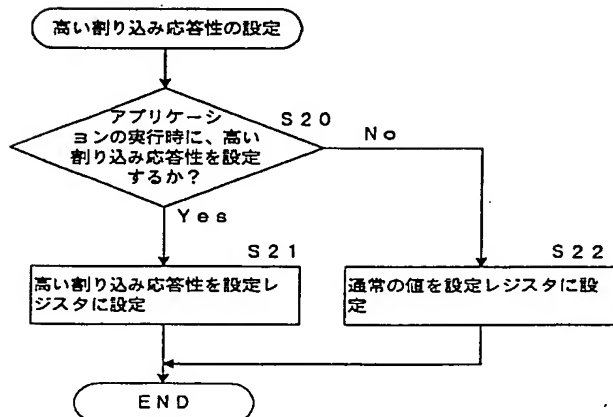 高い割り込み応答性の設定
アプリケーシ
ョンの実行時に、高い
割り込み応答性を設定
するか？
S20
No
Yes
S21
高い割り込み応答性を設定レ
ジスタに設定
S22
通常の値を設定レジスタに設
定
END